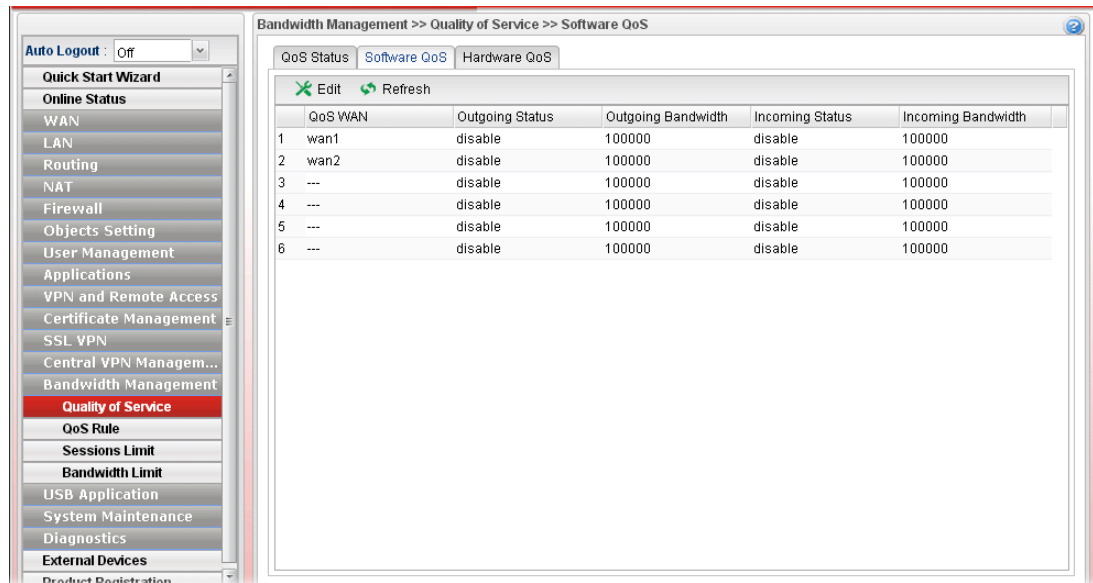 Bandwidth Management >> Quality of Service >> Software QoS
Auto Logout : Off
Quick Start Wizard
Online Status
WAN
LAN
Routing
NAT
Firewall
Objects Setting
User Management
Applications
VPN and Remote Access
Certificate Management
SSL VPN
Central VPN Managem...
Bandwidth Management
Quality of Service
QoS Rule
Sessions Limit
Bandwidth Limit
USB Application
System Maintenance
Diagnostics
External Devices
Product Registration
QoS Status Software QoS Hardware QoS
Edit Refresh
QoS WAN Outgoing Status Outgoing Bandwidth Incoming Status Incoming Bandwidth
1 wan1 disable 100000 disable 100000
2 wan2 disable 100000 disable 100000
3 --- disable 100000 disable 100000
4 --- disable 100000 disable 100000
5 --- disable 100000 disable 100000
6 --- disable 100000 disable 100000